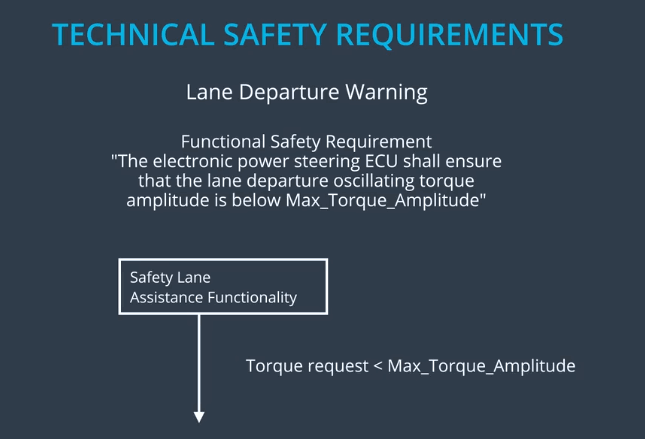 TECHNICAL SAFETY REQUIREMENTS
Lane Departure Warning
Functional Safety Requirement
"The electronic power steering ECU shall ensure
that the lane departure oscillating torque
amplitude is below Max_Torque_Amplitude"
Safety Lane
Assistance Functionality
Torque request < Max_Torque_Amplitude